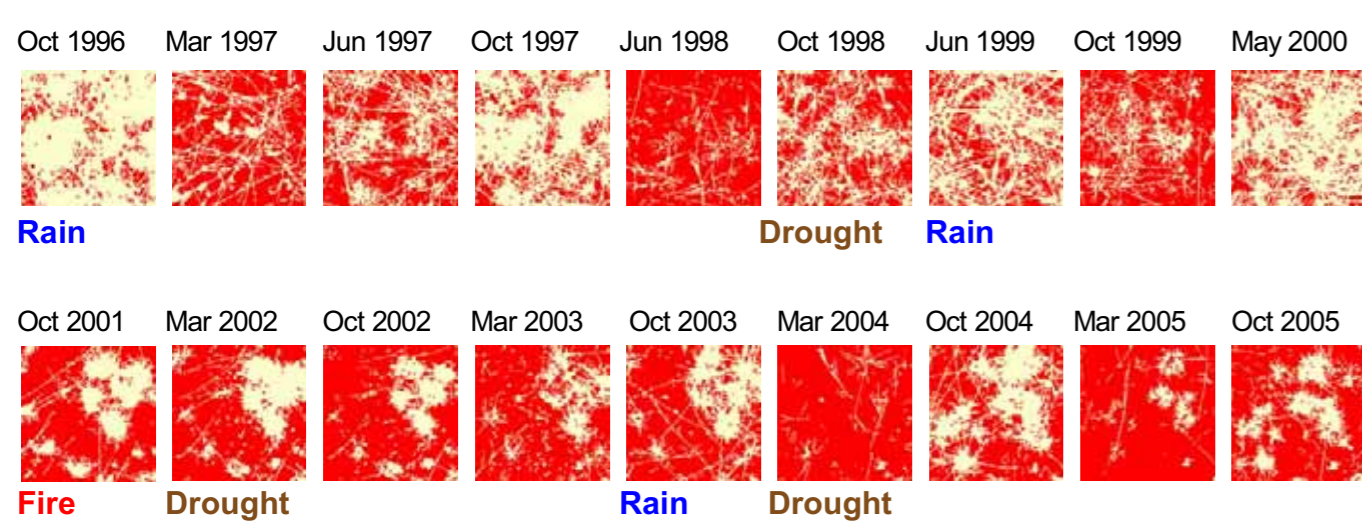 Oct 1996 Mar 1997 Jun 1997 Oct 1997 Jun 1998 Oct 1998 Jun 1999 Oct 1999 May 2000
Rain Drought Rain
Oct 2001 Mar 2002 Oct 2002 Mar 2003 Oct 2003 Mar 2004 Oct 2004 Mar 2005 Oct 2005
Fire Drought Rain Drought